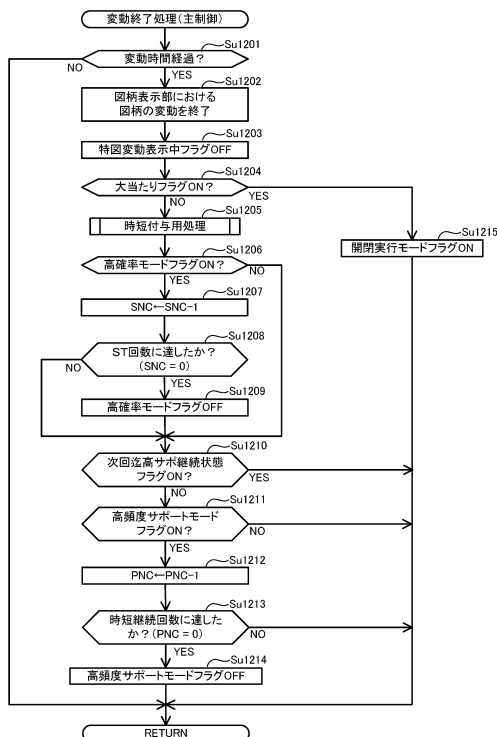 変動終了処理(主制御)
Su1201
変動時間経過？
NO
YES
Su1202
図柄表示部における
図柄の変動を終了
Su1203
特図変動表示中フラグOFF
Su1204
大当たりフラグON？
YES
NO
Su1205
時短付与用処理
Su1215
開閉実行モードフラグON
Su1206
高確率モードフラグON？
NO
YES
Su1207
SNC←SNC-1
Su1208
ST回数に達したか？
(SNC = 0)
NO
YES
Su1209
高確率モードフラグOFF
Su1210
次回迄高サポ継続状態
フラグON？
YES
NO
Su1211
高頻度サポートモード
フラグON？
NO
YES
Su1212
PNC←PNC-1
Su1213
時短継続回数に達した
か？(PNC = 0)
NO
YES
Su1214
高頻度サポートモードフラグOFF
RETURN